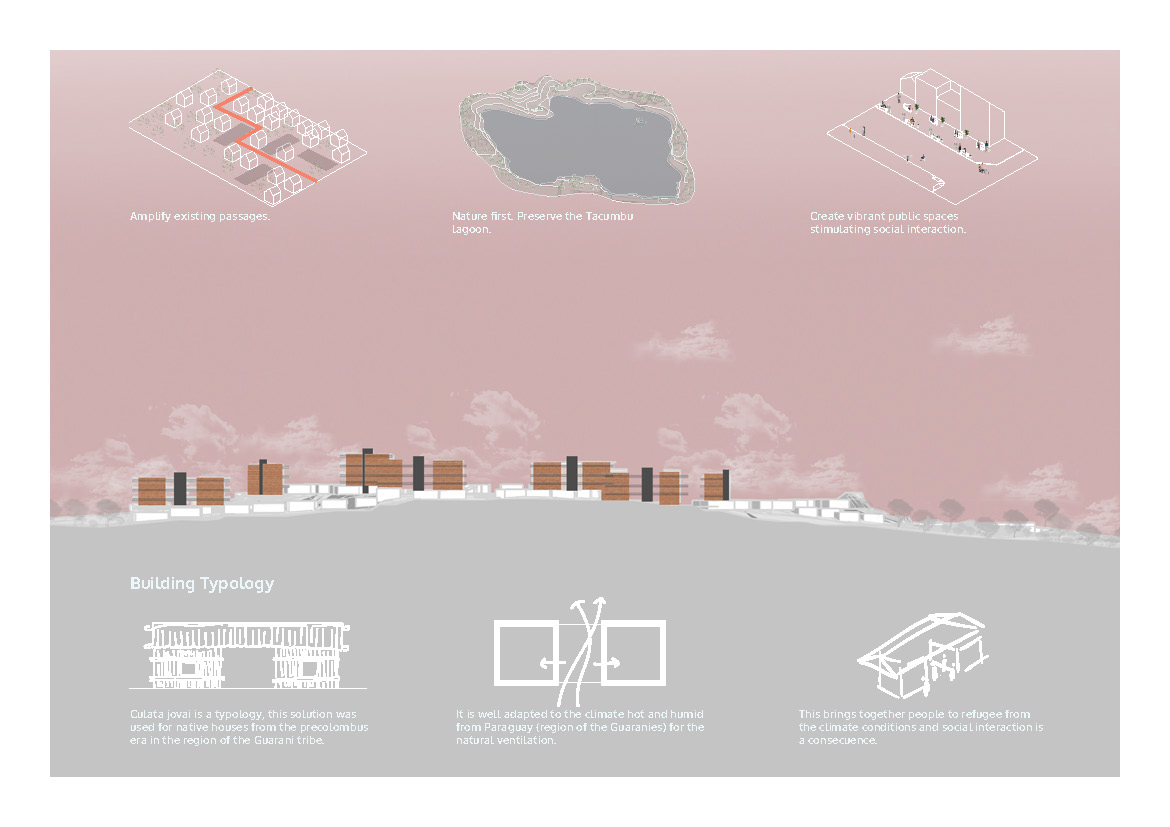 Amplify existing passages.
Nature first. Preserve the Tacumbu
lagoon.
Create vibrant public spaces
stimulating social interaction.
Building Typology
Culata jovai is a typology, this solution was
used for native houses from the precolombus
era in the region of the Guarani tribe.
It is well adapted to the climate hot and humid
from Paraguay (region of the Guaranies) for the
natural ventilation.
This brings together people to refugee from
the climate conditions and social interaction is
a consecuence.